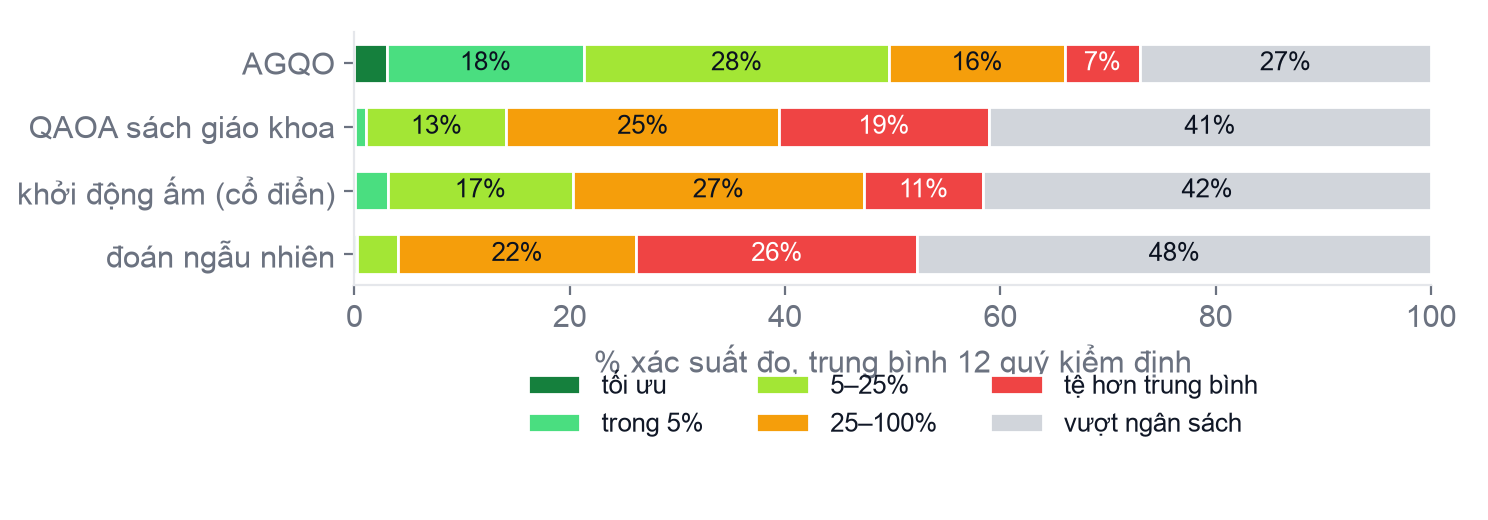 AGQO 18% 28% 16% 7% 27%
QAOA sách giáo khoa 13% 25% 19% 41%
khởi động ấm (cổ điển) 17% 27% 11% 42%
đoán ngẫu nhiên 22% 26% 48%
0 20 40 60 80 100
% xác suất đo, trung bình 12 quý kiểm định
tối ưu 5–25% tệ hơn trung bình
trong 5% 25–100% vượt ngân sách